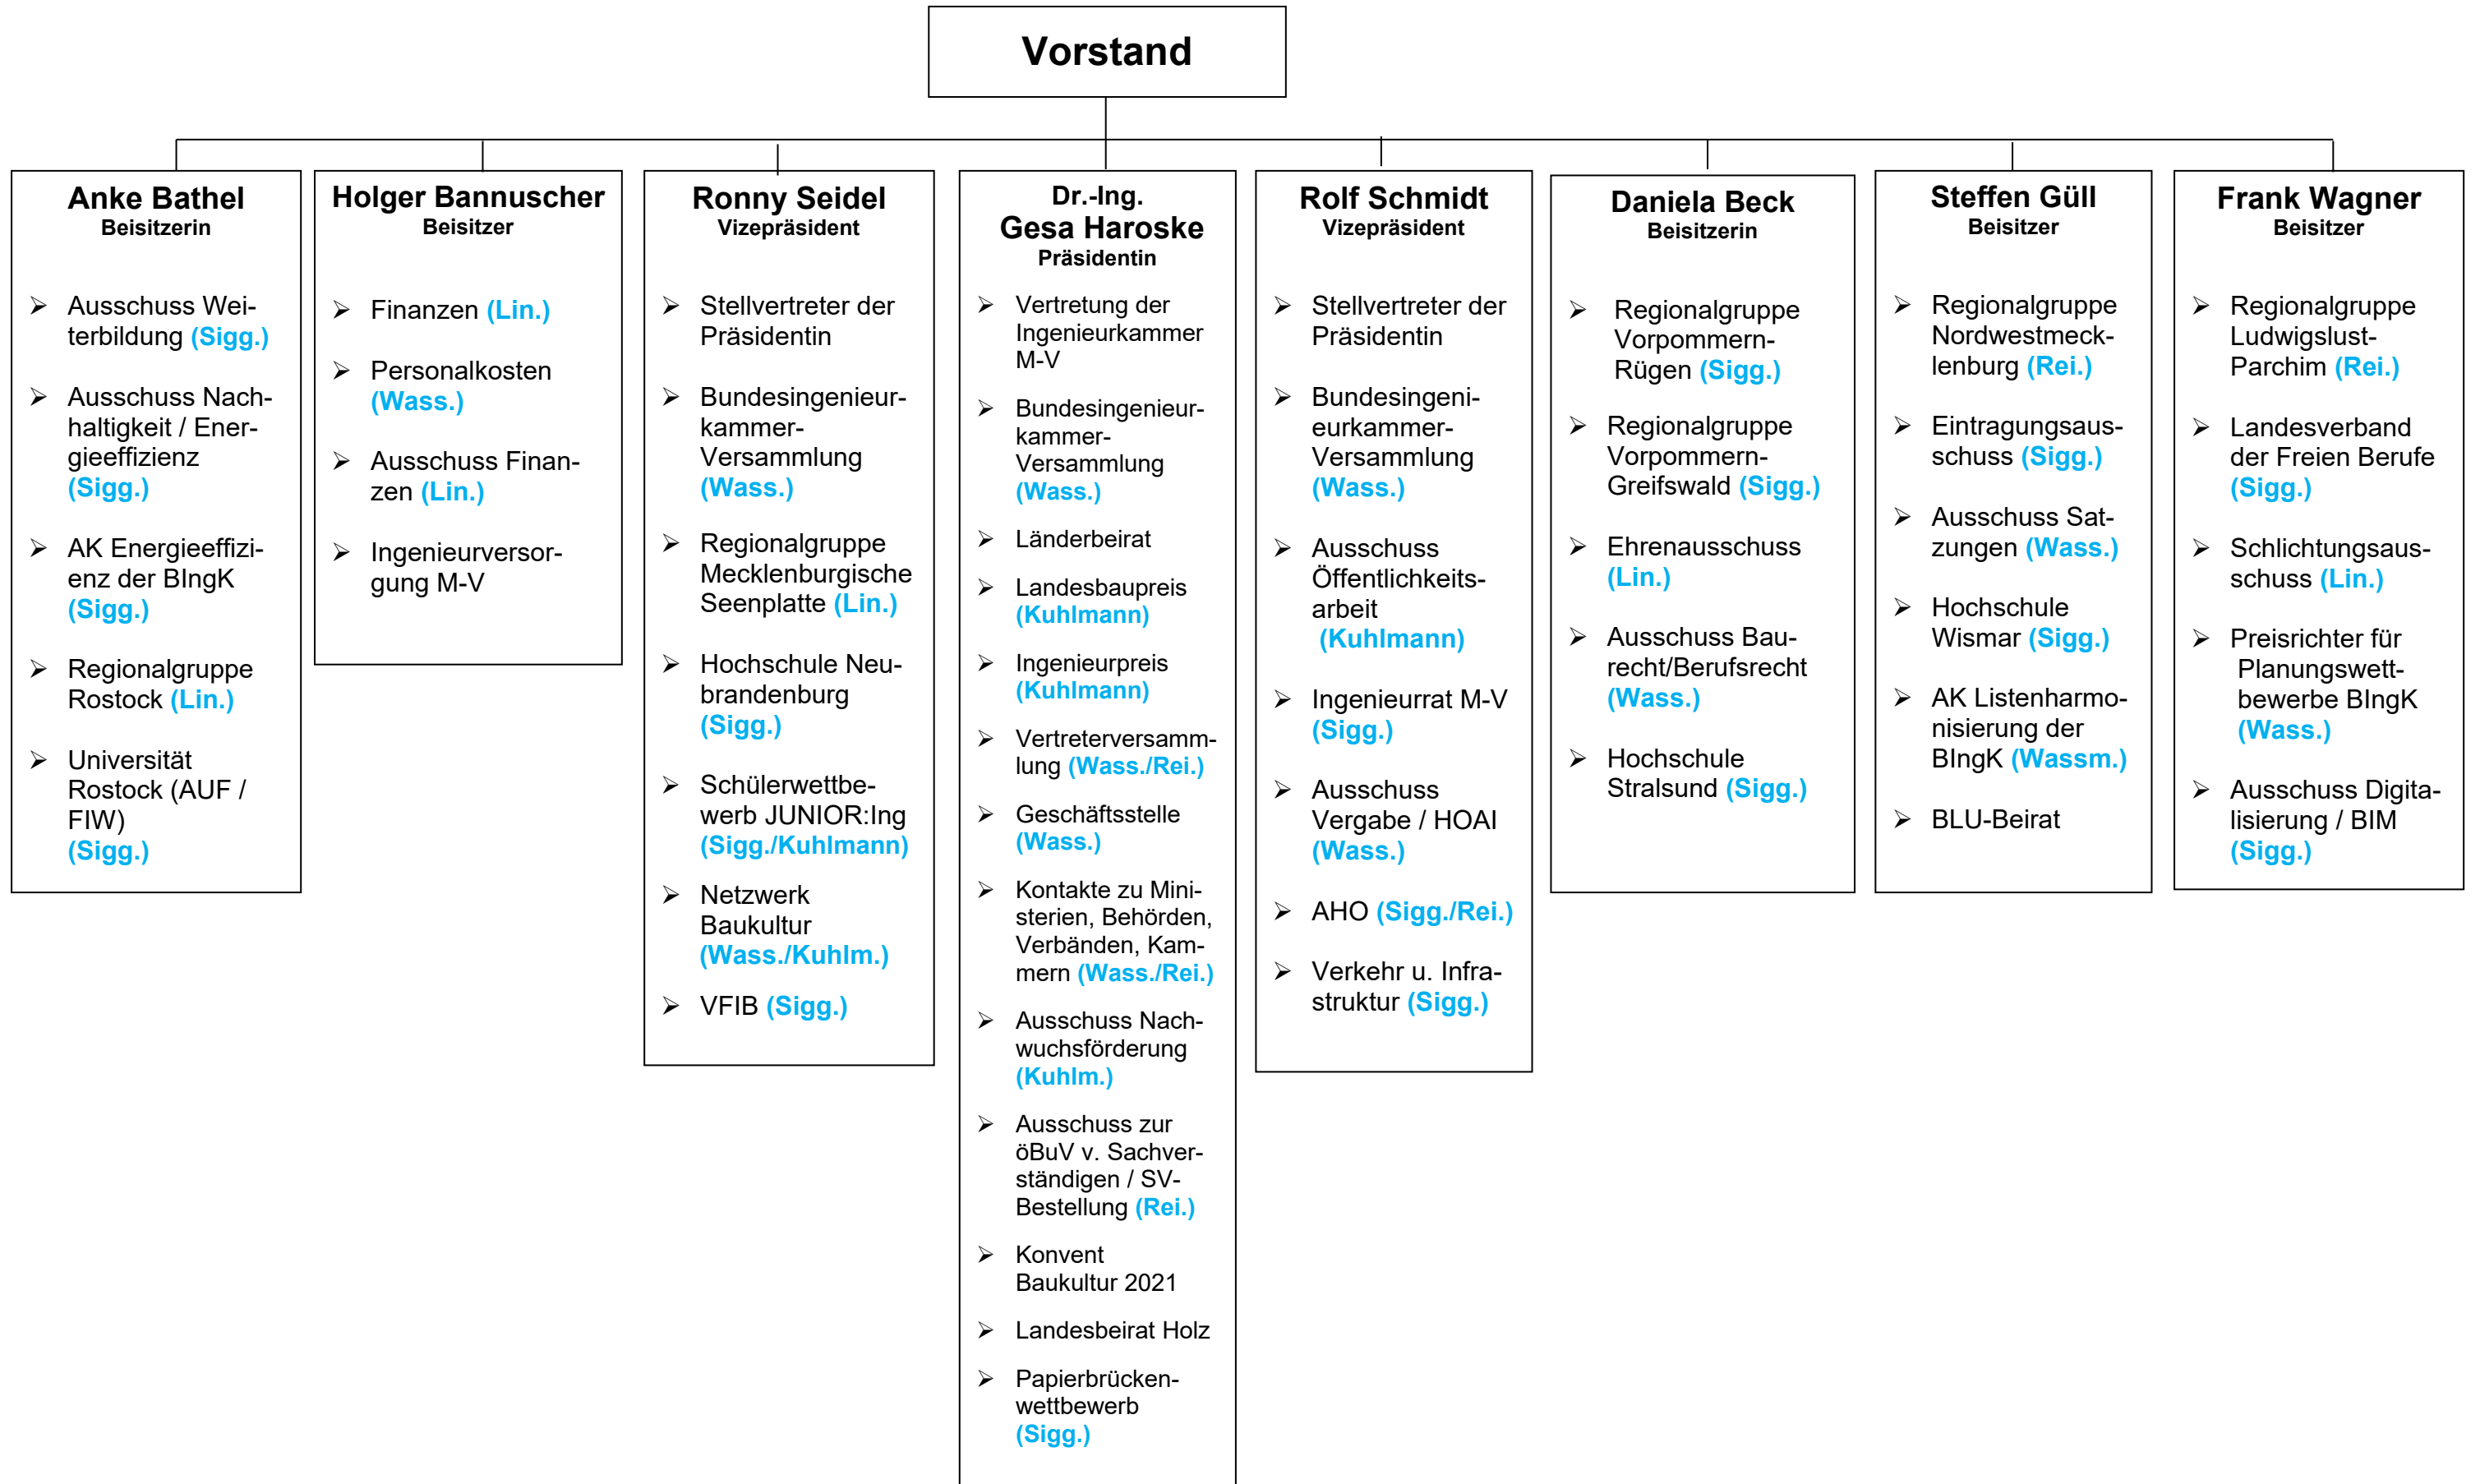 Vorstand
Anke Bathel
Beisitzerin
➢ Ausschuss Wei-
terbildung (Sigg.)
➢ Ausschuss Nach-
haltigkeit / Ener-
gieeffizienz
(Sigg.)
➢ AK Energieeffizi-
enz der BIngK
(Sigg.)
➢ Regionalgruppe
Rostock (Lin.)
➢ Universität
Rostock (AUF /
FIW)
(Sigg.)
Holger Bannuscher
Beisitzer
➢ Finanzen (Lin.)
➢ Personalkosten
(Wass.)
➢ Ausschuss Finan-
zen (Lin.)
➢ Ingenieurversor-
gung M-V
Ronny Seidel
Vizepräsident
➢ Stellvertreter der
Präsidentin
➢ Bundesingenieur-
kammer-
Versammlung
(Wass.)
➢ Regionalgruppe
Mecklenburgische
Seenplatte (Lin.)
➢ Hochschule Neu-
brandenburg
(Sigg.)
➢ Schülerwettbe-
werb JUNIOR:Ing
(Sigg./Kuhlmann)
➢ Netzwerk
Baukultur
(Wass./Kuhlm.)
➢ VFIB (Sigg.)
Dr.-Ing.
Gesa Haroske
Präsidentin
➢ Vertretung der
Ingenieurkammer
M-V
➢ Bundesingenieur-
kammer-
Versammlung
(Wass.)
➢ Länderbeirat
➢ Landesbaupreis
(Kuhlmann)
➢ Ingenieurpreis
(Kuhlmann)
➢ Vertreterversamm-
lung (Wass./Rei.)
➢ Geschäftsstelle
(Wass.)
➢ Kontakte zu Mini-
sterien, Behörden,
Verbänden, Kam-
mern (Wass./Rei.)
➢ Ausschuss Nach-
wuchsförderung
(Kuhlm.)
➢ Ausschuss zur
öBuV v. Sachver-
ständigen / SV-
Bestellung (Rei.)
➢ Konvent
Baukultur 2021
➢ Landesbeirat Holz
➢ Papierbrücken-
wettbewerb
(Sigg.)
Rolf Schmidt
Vizepräsident
➢ Stellvertreter der
Präsidentin
➢ Bundesingeni-
eurkammer-
Versammlung
(Wass.)
➢ Ausschuss
Öffentlichkeits-
arbeit
(Kuhlmann)
➢ Ingenieurrat M-V
(Sigg.)
➢ Ausschuss
Vergabe / HOAI
(Wass.)
➢ AHO (Sigg./Rei.)
➢ Verkehr u. Infra-
struktur (Sigg.)
Daniela Beck
Beisitzerin
➢ Regionalgruppe
Vorpommern-
Rügen (Sigg.)
➢ Regionalgruppe
Vorpommern-
Greifswald (Sigg.)
➢ Ehrenausschuss
(Lin.)
➢ Ausschuss Bau-
recht/Berufsrecht
(Wass.)
➢ Hochschule
Stralsund (Sigg.)
Steffen Güll
Beisitzer
➢ Regionalgruppe
Nordwestmeck-
lenburg (Rei.)
➢ Eintragungsaus-
schuss (Sigg.)
➢ Ausschuss Sat-
zungen (Wass.)
➢ Hochschule
Wismar (Sigg.)
➢ AK Listenharmo-
nisierung der
BIngK (Wassm.)
➢ BLU-Beirat
Frank Wagner
Beisitzer
➢ Regionalgruppe
Ludwigslust-
Parchim (Rei.)
➢ Landesverband
der Freien Berufe
(Sigg.)
➢ Schlichtungsaus-
schuss (Lin.)
➢ Preisrichter für
Planungswett-
bewerbe BIngK
(Wass.)
➢ Ausschuss Digita-
lisierung / BIM
(Sigg.)